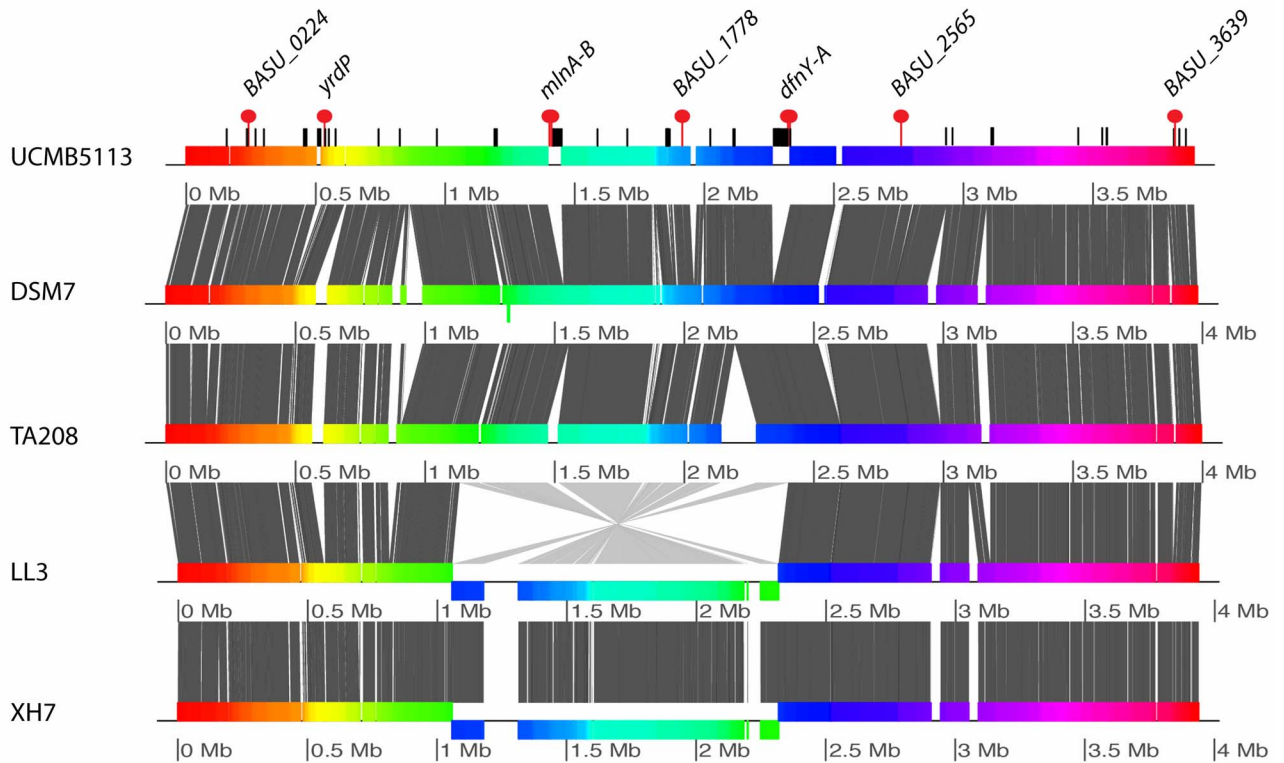 BASU_0224 yrdP mlnA-B BASU_1778 dfnY-A BASU_2565 BASU_3639
UCMB5113
0 Mb 0.5 Mb 1 Mb 1.5 Mb 2 Mb 2.5 Mb 3 Mb 3.5 Mb
DSM7
0 Mb 0.5 Mb 1 Mb 1.5 Mb 2 Mb 2.5 Mb 3 Mb 3.5 Mb 4 Mb
TA208
0 Mb 0.5 Mb 1 Mb 1.5 Mb 2 Mb 2.5 Mb 3 Mb 3.5 Mb 4 Mb
LL3
0 Mb 0.5 Mb 1 Mb 1.5 Mb 2 Mb 2.5 Mb 3 Mb 3.5 Mb 4 Mb
XH7
0 Mb 0.5 Mb 1 Mb 1.5 Mb 2 Mb 2.5 Mb 3 Mb 3.5 Mb 4 Mb